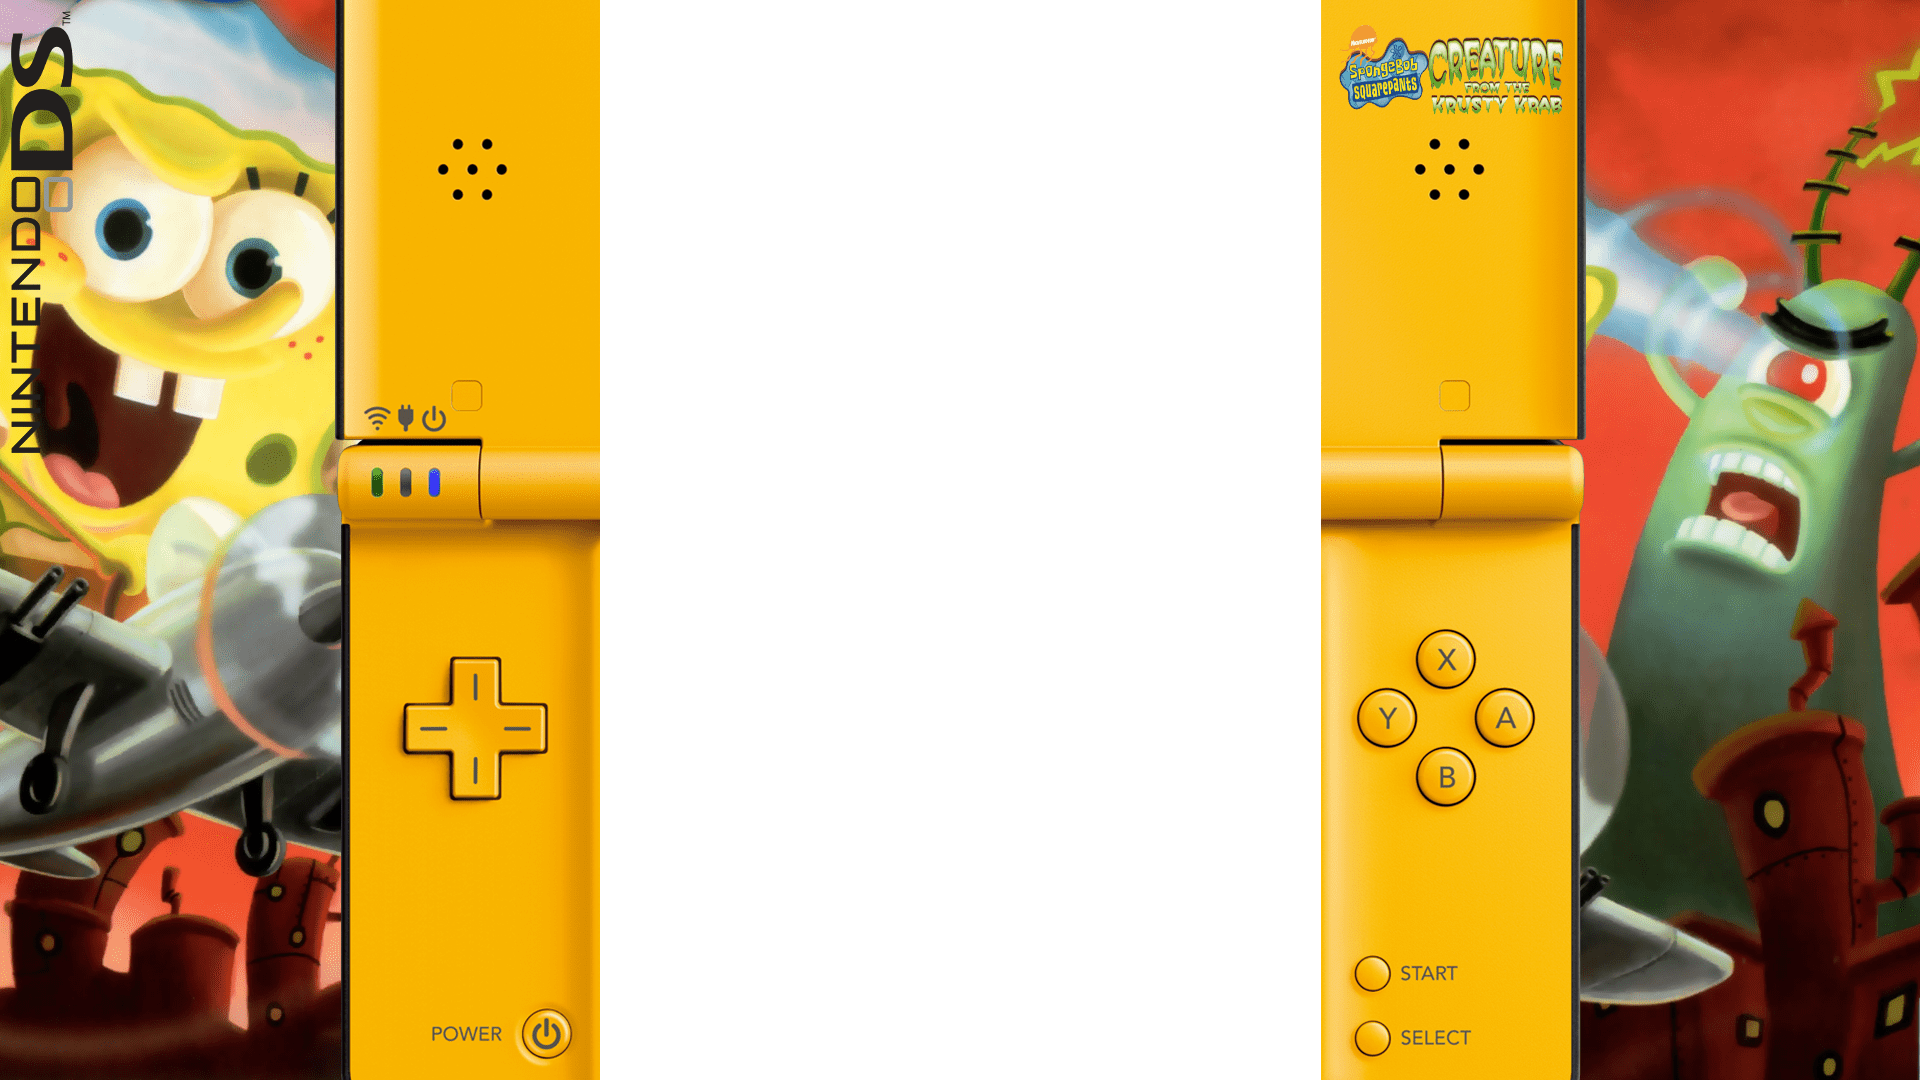 NINTENDO DS™
NICKELODEON
SpongeBob
SquarePants
CREATURE
FROM THE
KRUSTY KRAB
X
Y
A
B
START
SELECT
POWER